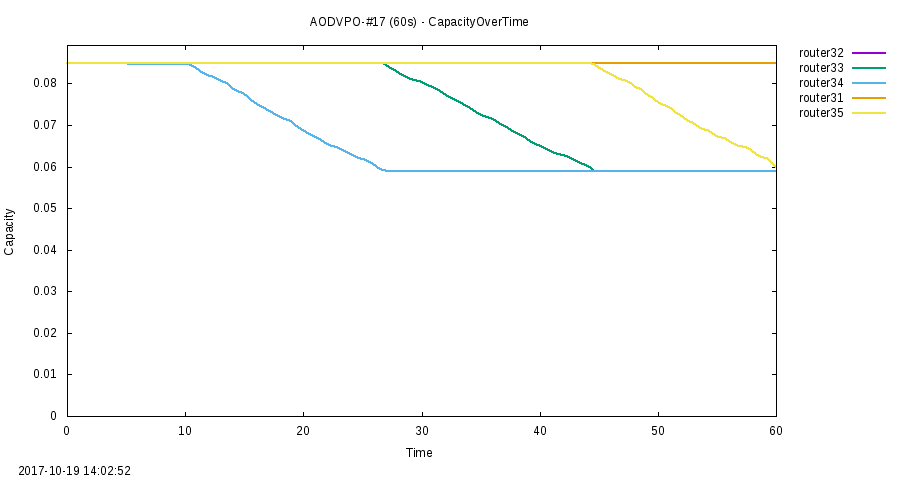 AODVPO-#17 (60s) - CapacityOverTime
router32
router33
router34
router31
router35
0.08
0.07
0.06
0.05
0.04
0.03
0.02
0.01
0
Capacity
0 10 20 30 40 50 60
Time
2017-10-19 14:02:52